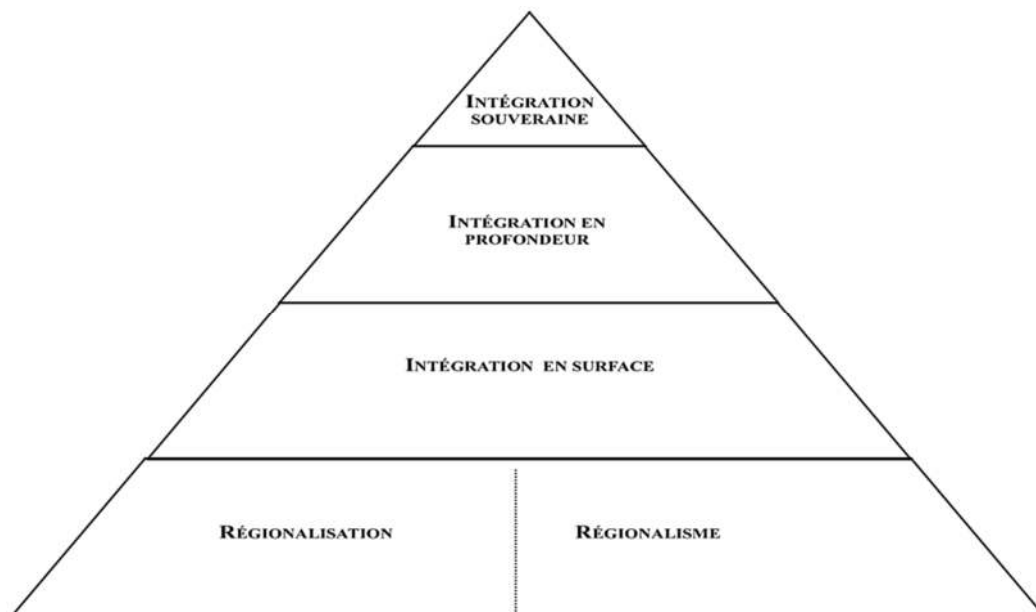 INTÉGRATION
SOUVERAINE
INTÉGRATION EN
PROFONDEUR
INTÉGRATION EN SURFACE
RÉGIONALISATION
RÉGIONALISME